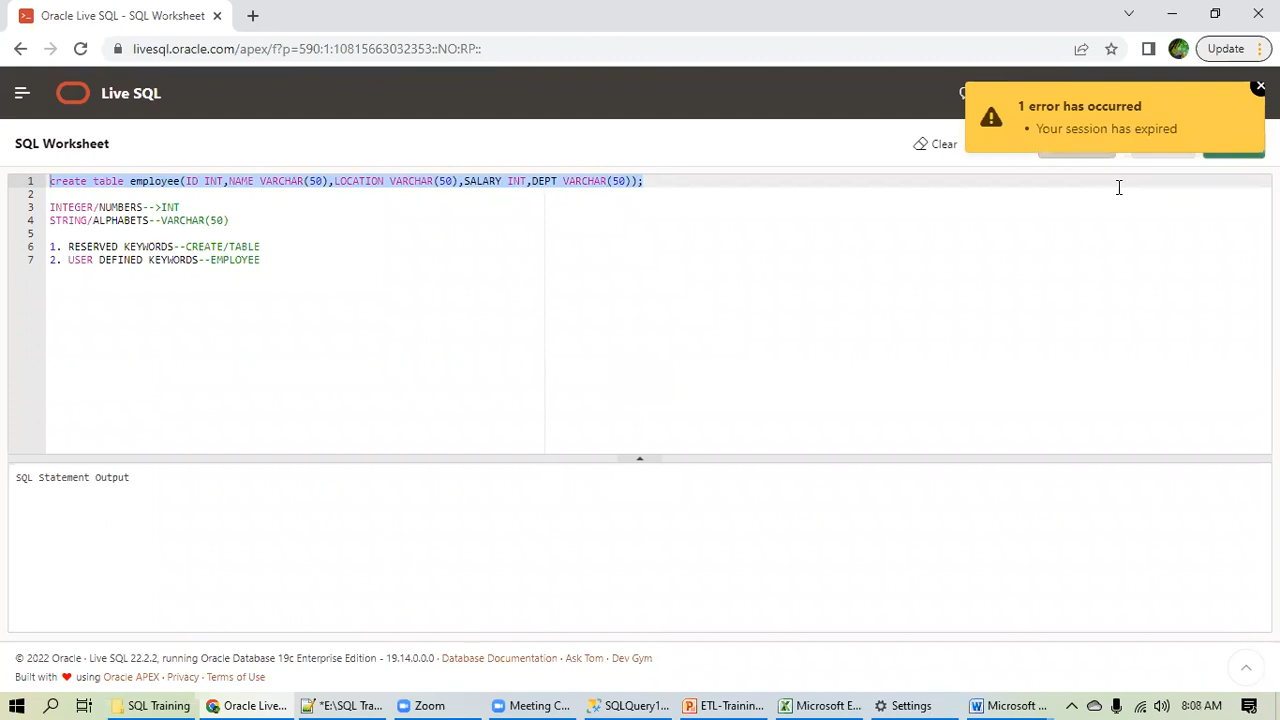 Oracle Live SQL - SQL Worksheet
livesql.oracle.com/apex/f?p=590:1:10815663032353::NO:RP::
Update
Live SQL
1 error has occurred
• Your session has expired
SQL Worksheet
Clear
1 create table employee(ID INT,NAME VARCHAR(50),LOCATION VARCHAR(50),SALARY INT,DEPT VARCHAR(50));
2
3 INTEGER/NUMBERS-->INT
4 STRING/ALPHABETS--VARCHAR(50)
5
6 1. RESERVED KEYWORDS--CREATE/TABLE
7 2. USER DEFINED KEYWORDS--EMPLOYEE
SQL Statement Output
© 2022 Oracle · Live SQL 22.2.2, running Oracle Database 19c Enterprise Edition - 19.14.0.0.0 · Database Documentation · Ask Tom · Dev Gym
Built with ❤ using Oracle APEX · Privacy · Terms of Use
SQL Training
Oracle Live...
*E:\SQL Tra...
Zoom
Meeting C...
SQLQuery1...
ETL-Trainin...
Microsoft E...
Settings
Microsoft ...
8:08 AM